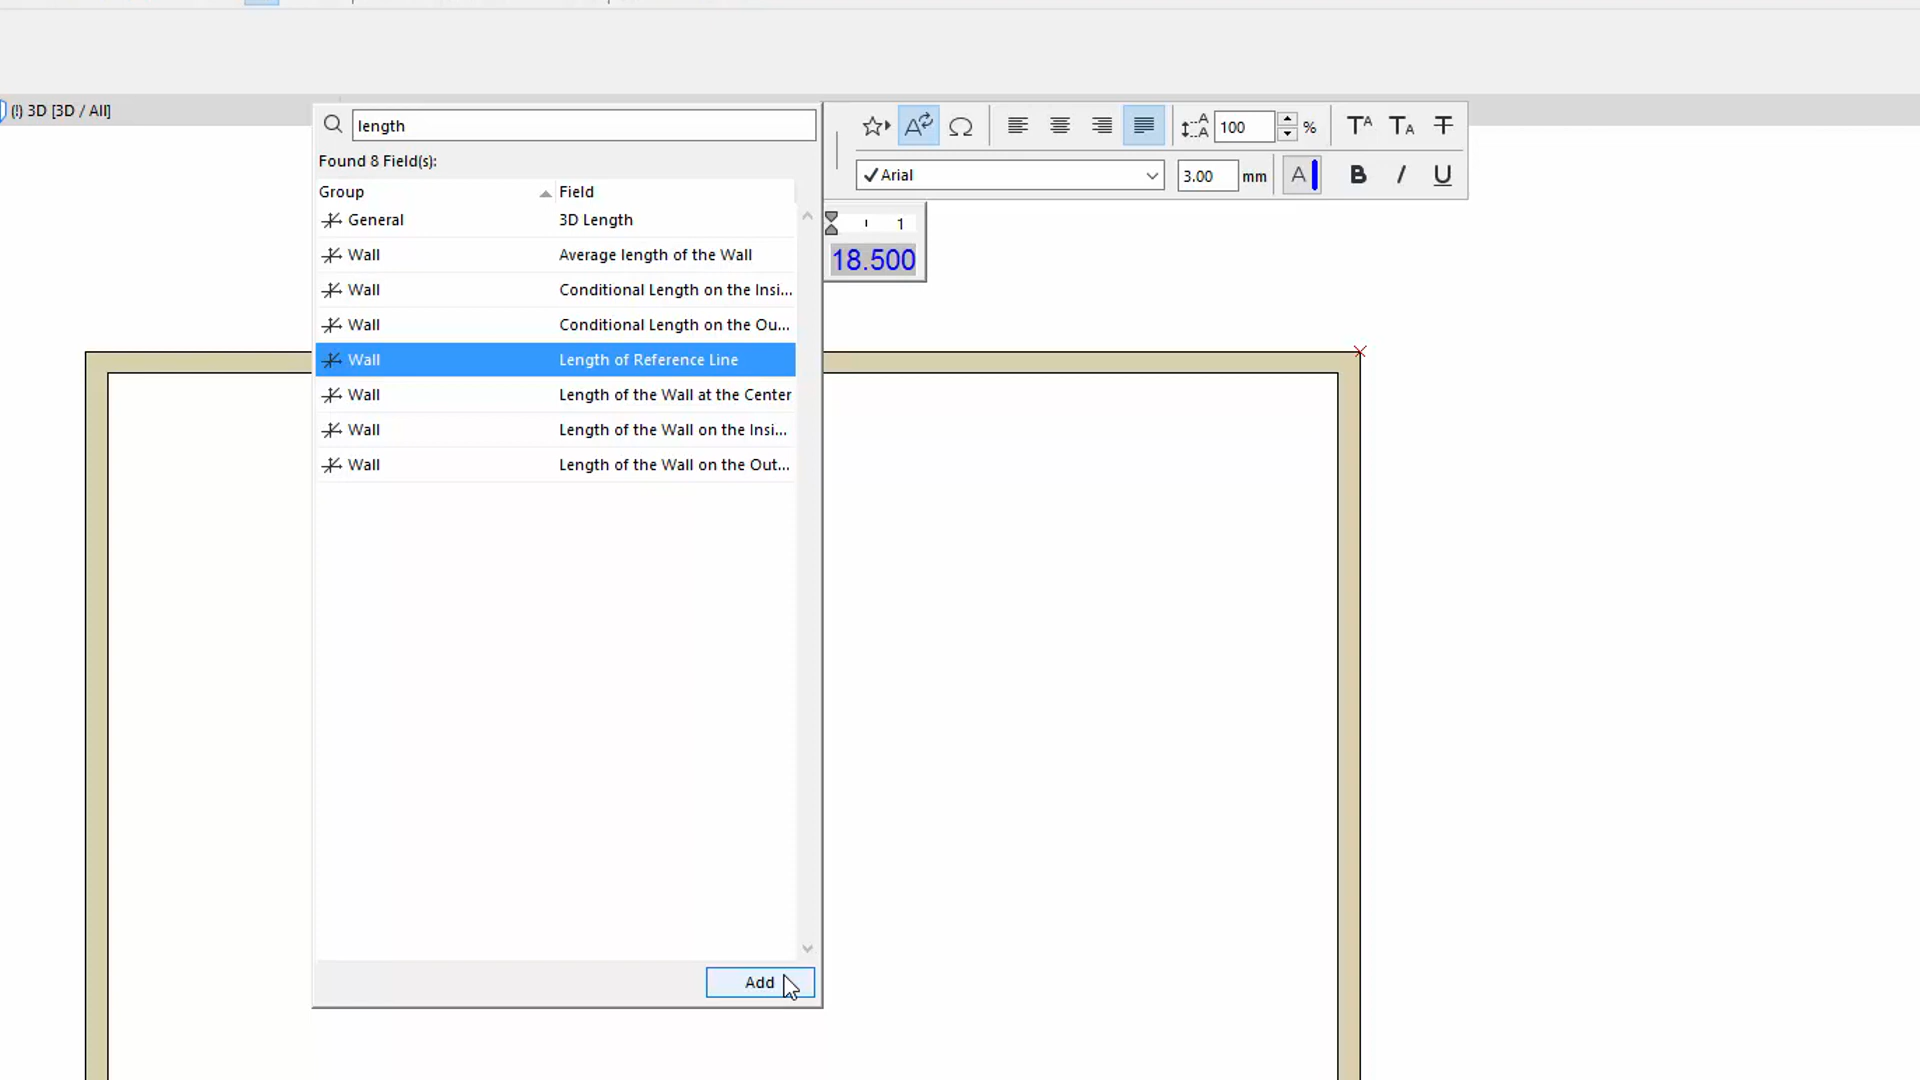 (!) 3D [3D / All]
length
Found 8 Field(s):
Group Field
General 3D Length
Wall Average length of the Wall
Wall Conditional Length on the Insi...
Wall Conditional Length on the Ou...
Wall Length of Reference Line
Wall Length of the Wall at the Center
Wall Length of the Wall on the Insi...
Wall Length of the Wall on the Out...
Add
100 %
Arial 3.00 mm A B I U
1
18.500